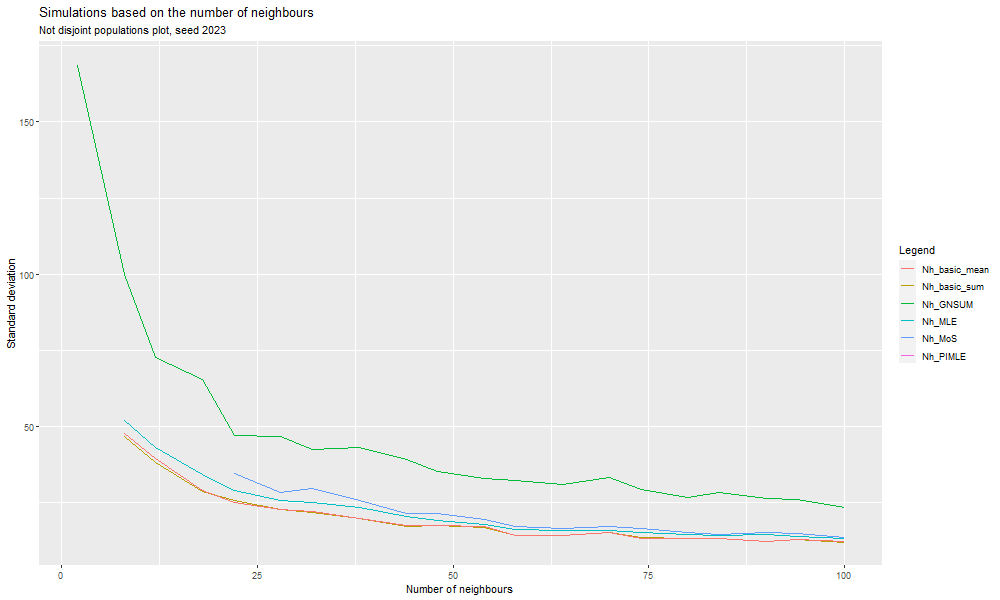 Simulations based on the number of neighbours
Not disjoint populations plot, seed 2023
Standard deviation
150
100
50
0
25
50
75
100
Number of neighbours
Legend
Nh_basic_mean
Nh_basic_sum
Nh_GNSUM
Nh_MLE
Nh_MoS
Nh_PIMLE